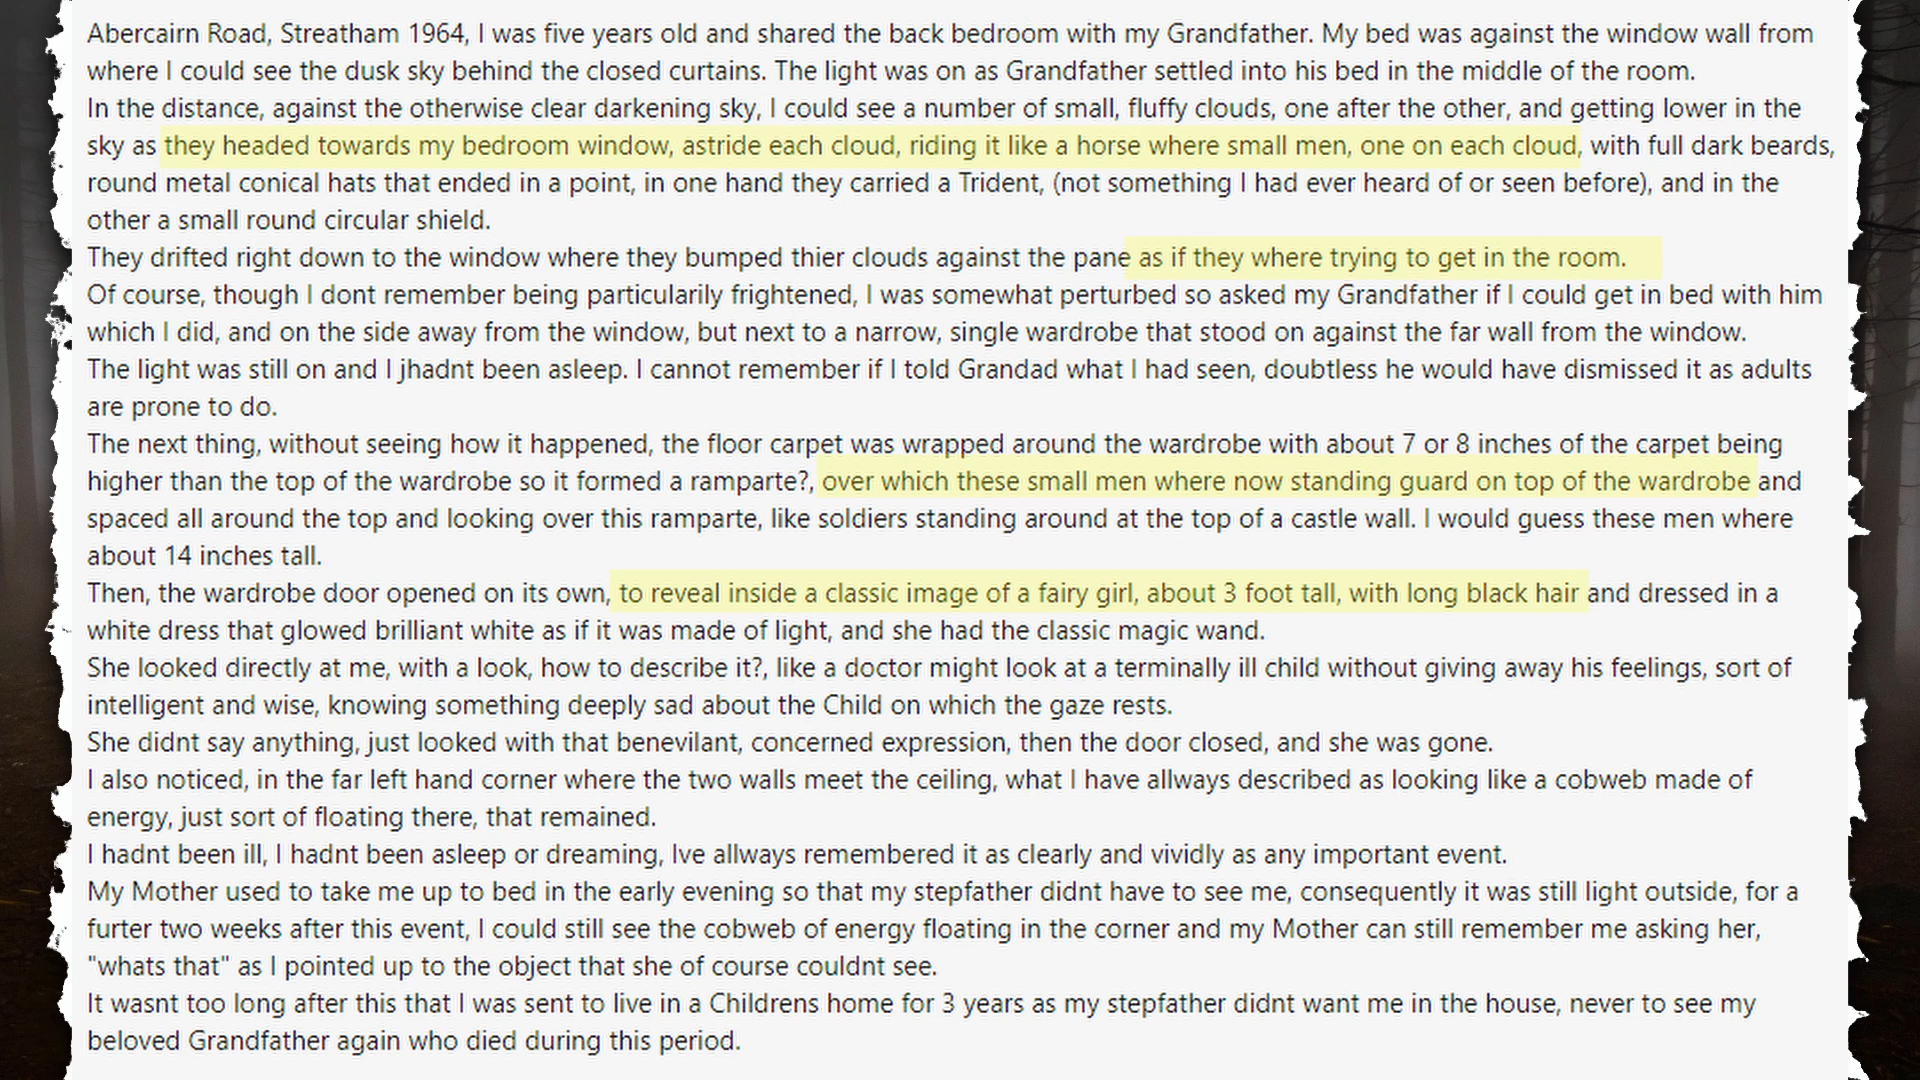 Abercairn Road, Streatham 1964, I was five years old and shared the back bedroom with my Grandfather. My bed was against the window wall from
where I could see the dusk sky behind the closed curtains. The light was on as Grandfather settled into his bed in the middle of the room.
In the distance, against the otherwise clear darkening sky, I could see a number of small, fluffy clouds, one after the other, and getting lower in the
sky as they headed towards my bedroom window, astride each cloud, riding it like a horse where small men, one on each cloud, with full dark beards,
round metal conical hats that ended in a point, in one hand they carried a Trident, (not something I had ever heard of or seen before), and in the
other a small round circular shield.
They drifted right down to the window where they bumped thier clouds against the pane as if they where trying to get in the room.
Of course, though I dont remember being particularily frightened, I was somewhat perturbed so asked my Grandfather if I could get in bed with him
which I did, and on the side away from the window, but next to a narrow, single wardrobe that stood on against the far wall from the window.
The light was still on and I jhadnt been asleep. I cannot remember if I told Grandad what I had seen, doubtless he would have dismissed it as adults
are prone to do.
The next thing, without seeing how it happened, the floor carpet was wrapped around the wardrobe with about 7 or 8 inches of the carpet being
higher than the top of the wardrobe so it formed a ramparte?, over which these small men where now standing guard on top of the wardrobe and
spaced all around the top and looking over this ramparte, like soldiers standing around at the top of a castle wall. I would guess these men where
about 14 inches tall.
Then, the wardrobe door opened on its own, to reveal inside a classic image of a fairy girl, about 3 foot tall, with long black hair and dressed in a
white dress that glowed brilliant white as if it was made of light, and she had the classic magic wand.
She looked directly at me, with a look, how to describe it?, like a doctor might look at a terminally ill child without giving away his feelings, sort of
intelligent and wise, knowing something deeply sad about the Child on which the gaze rests.
She didnt say anything, just looked with that benevilant, concerned expression, then the door closed, and she was gone.
I also noticed, in the far left hand corner where the two walls meet the ceiling, what I have allways described as looking like a cobweb made of
energy, just sort of floating there, that remained.
I hadnt been ill, I hadnt been asleep or dreaming, Ive allways remembered it as clearly and vividly as any important event.
My Mother used to take me up to bed in the early evening so that my stepfather didnt have to see me, consequently it was still light outside, for a
furter two weeks after this event, I could still see the cobweb of energy floating in the corner and my Mother can still remember me asking her,
"whats that" as I pointed up to the object that she of course couldnt see.
It wasnt too long after this that I was sent to live in a Childrens home for 3 years as my stepfather didnt want me in the house, never to see my
beloved Grandfather again who died during this period.